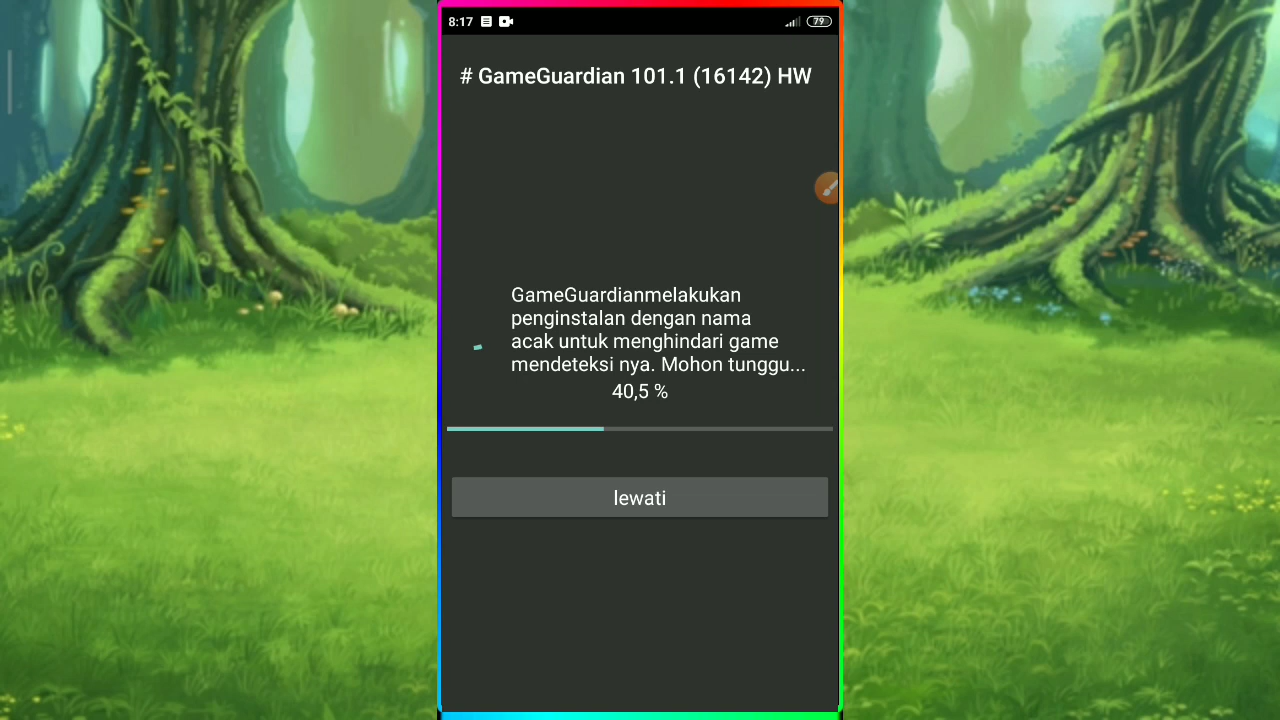 8:17
79
# GameGuardian 101.1 (16142) HW
GameGuardianmelakukan
penginstalan dengan nama
acak untuk menghindari game
mendeteksi nya. Mohon tunggu...
40,5 %
lewati